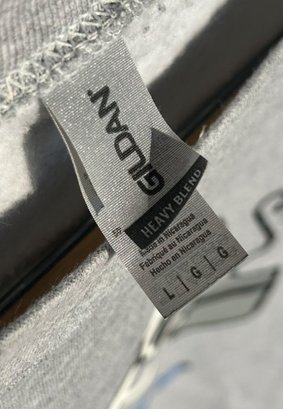 GILDAN
HEAVY BLEND
Made in Nicaragua
Fabriqué au Nicaragua
Hecho en Nicaragua
L | G | G